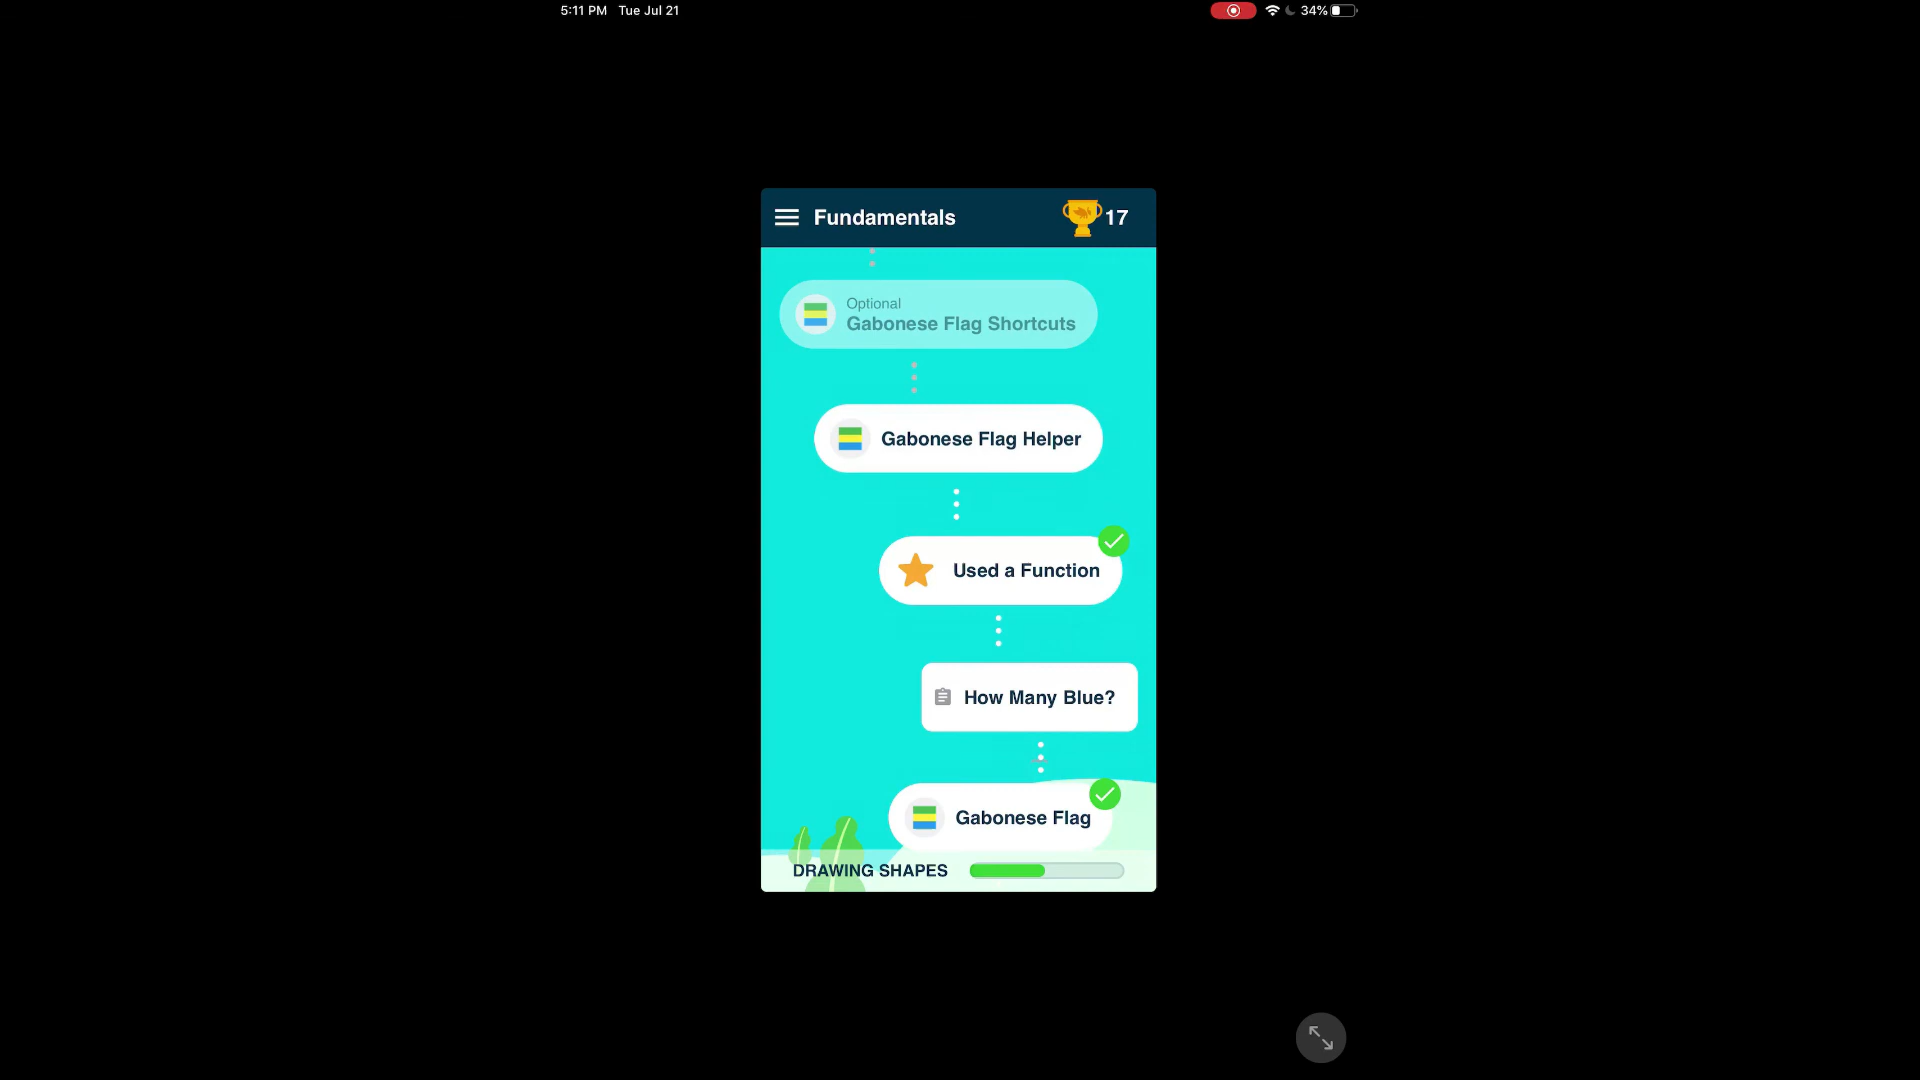 5:11 PM Tue Jul 21
34%
Fundamentals
17
Optional
Gabonese Flag Shortcuts
Gabonese Flag Helper
Used a Function
How Many Blue?
Gabonese Flag
DRAWING SHAPES